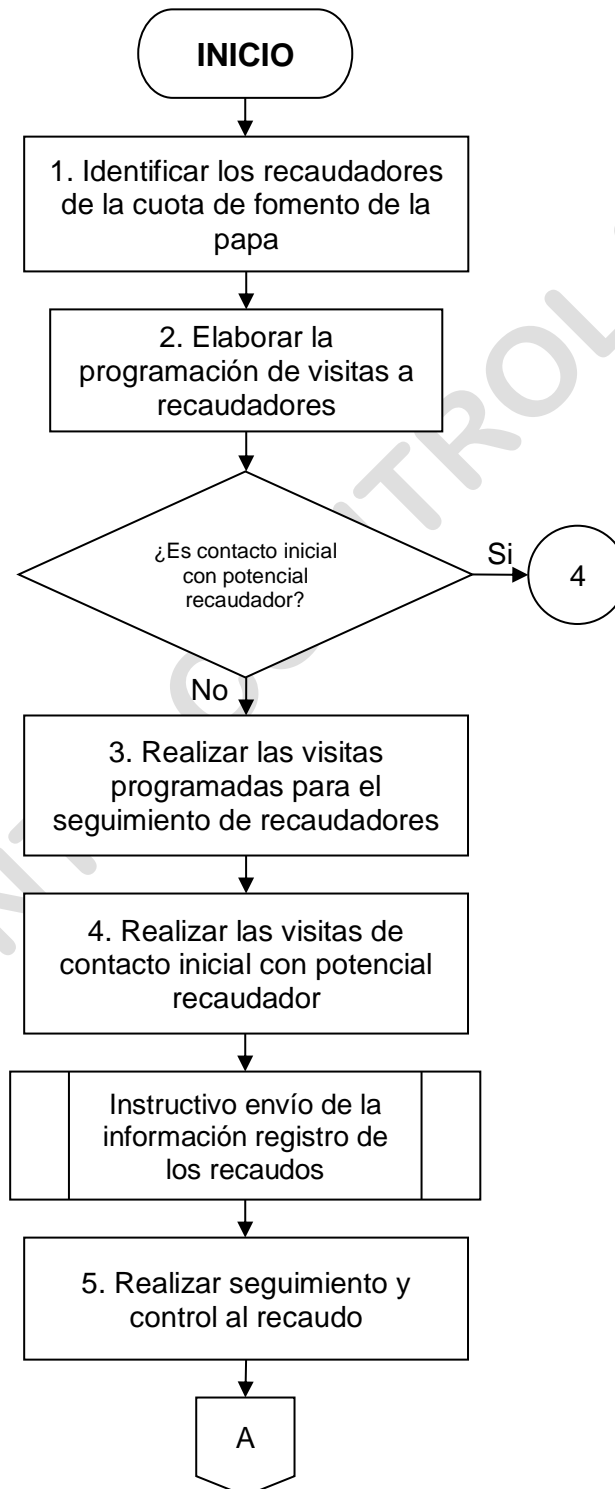 INICIO
1. Identificar los recaudadores
de la cuota de fomento de la
papa
2. Elaborar la
programación de visitas a
recaudadores
¿Es contacto inicial
con potencial
recaudador?
Si
4
No
3. Realizar las visitas
programadas para el
seguimiento de recaudadores
4. Realizar las visitas de
contacto inicial con potencial
recaudador
Instructivo envío de la
información registro de
los recaudos
5. Realizar seguimiento y
control al recaudo
A